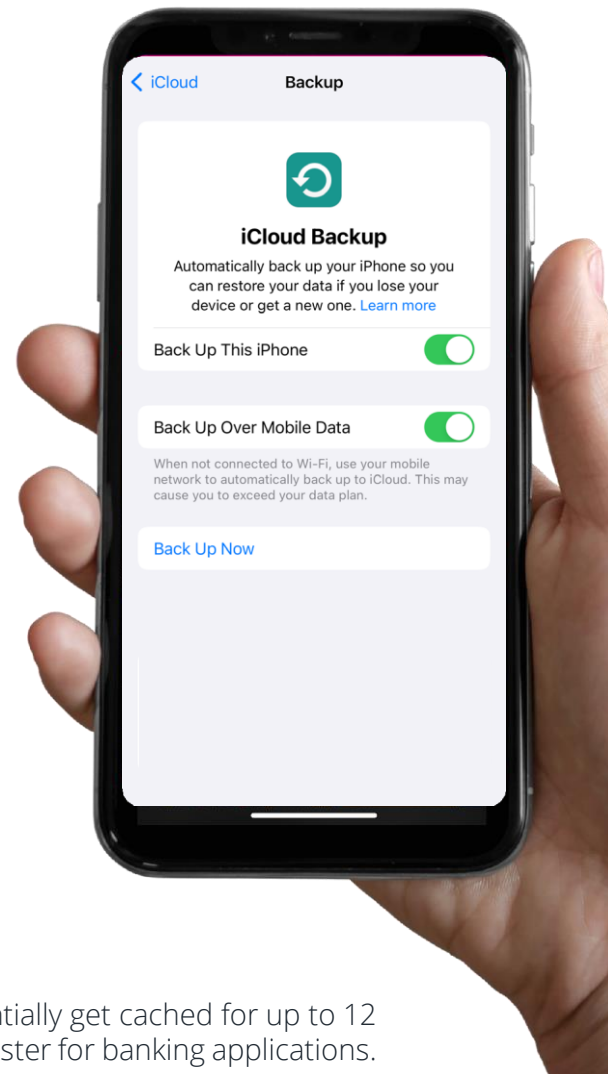 iCloud Backup
iCloud Backup
Automatically back up your iPhone so you
can restore your data if you lose your
device or get a new one. Learn more
Back Up This iPhone
Back Up Over Mobile Data
When not connected to Wi-Fi, use your mobile
network to automatically back up to iCloud. This may
cause you to exceed your data plan.
Back Up Now
get cached for up to 12
for banking applications.